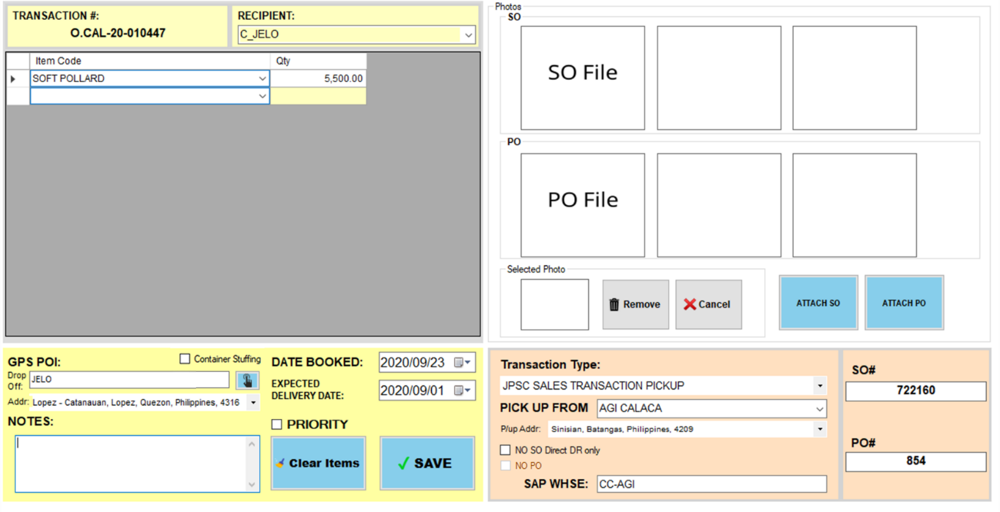 TRANSACTION #:
O.CAL-20-010447
RECIPIENT:
C_JELO
Item Code
Qty
SOFT POLLARD
5,500.00
Photos
SO
SO File
PO
PO File
Selected Photo
Remove
Cancel
ATTACH SO
ATTACH PO
GPS POI:
Container Stuffing
Drop Off:
JELO
Addr: Lopez - Catanauan, Lopez, Quezon, Philippines, 4316
NOTES:
DATE BOOKED:
2020/09/23
EXPECTED
DELIVERY DATE:
2020/09/01
PRIORITY
Clear Items
SAVE
Transaction Type:
JPSC SALES TRANSACTION PICKUP
PICK UP FROM
AGI CALACA
P/up Addr: Sinisian, Batangas, Philippines, 4209
NO SO Direct DR only
NO PO
SAP WHSE: CC-AGI
SO#
722160
PO#
854